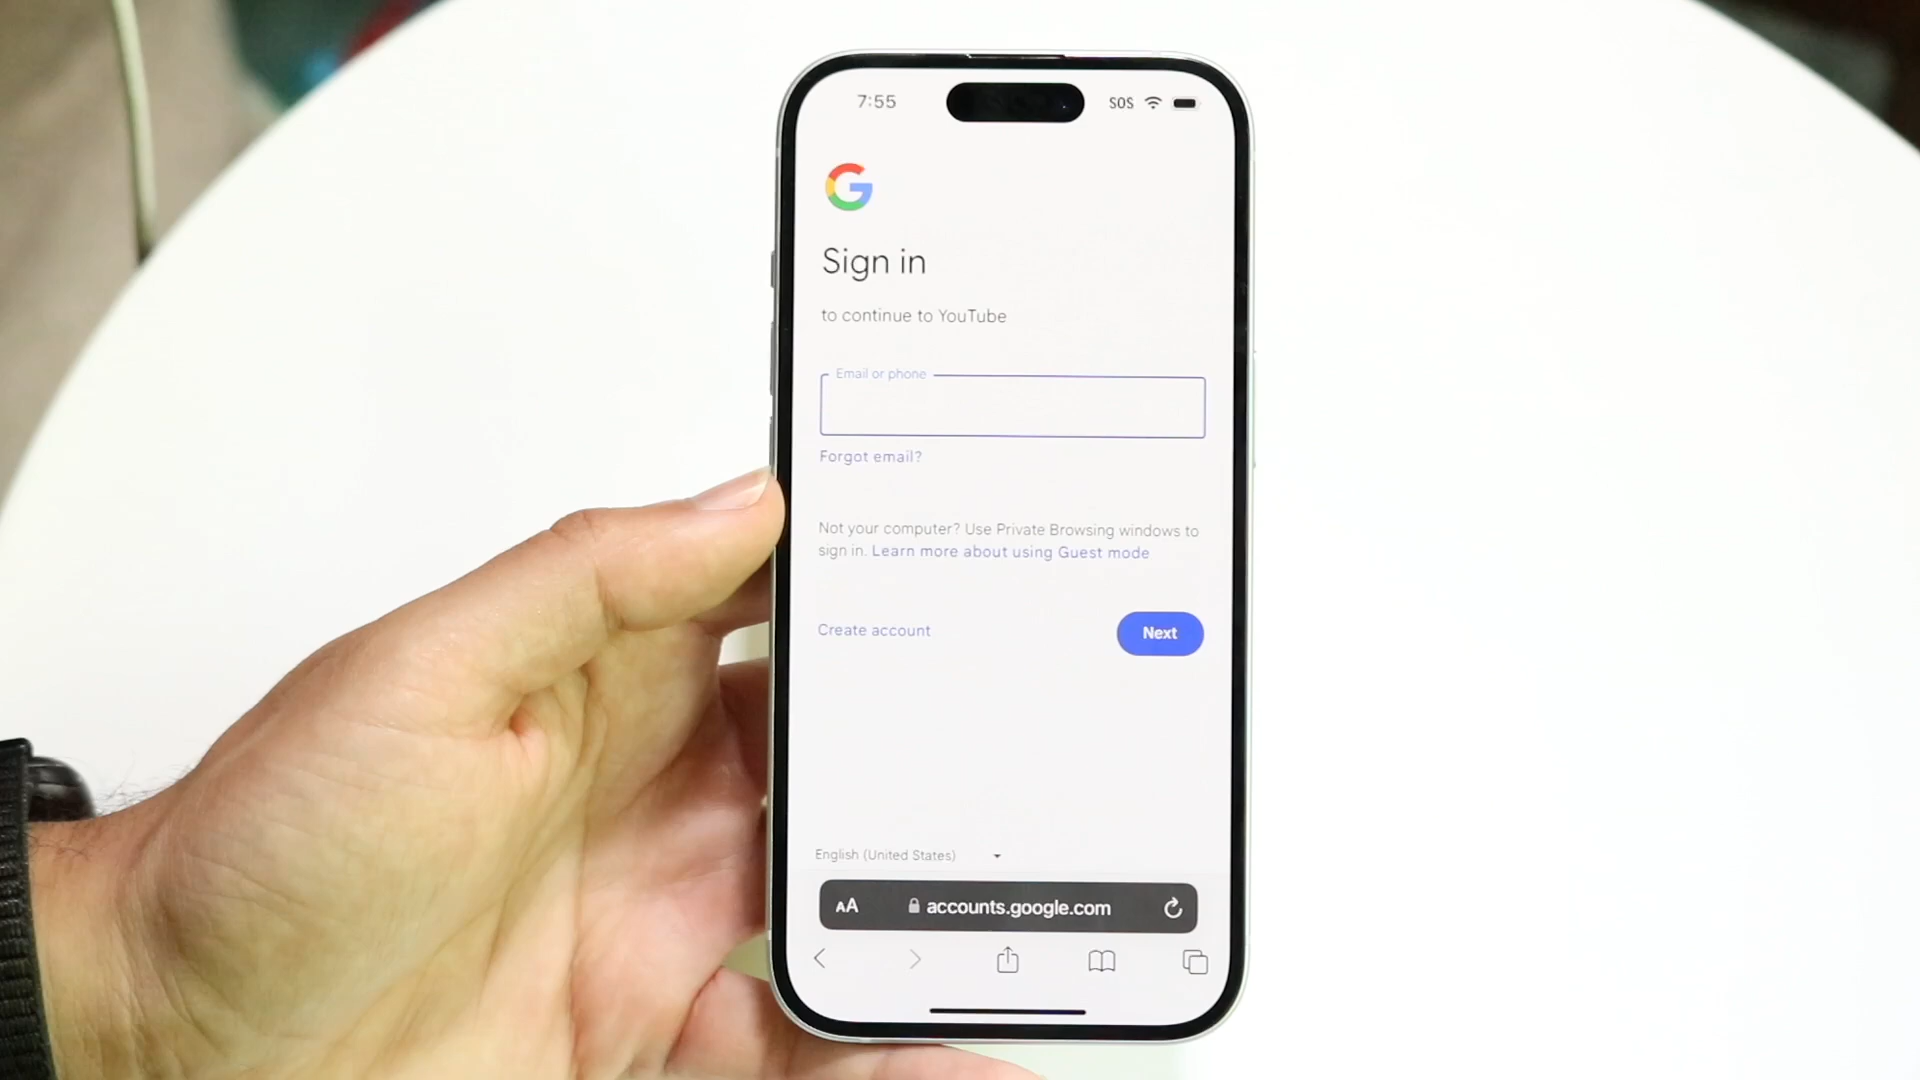 7:55
SOS
G
Sign in
to continue to YouTube
Email or phone
Forgot email?
Not your computer? Use Private Browsing windows to
sign in. Learn more about using Guest mode
Create account
Next
English (United States)
AA
accounts.google.com